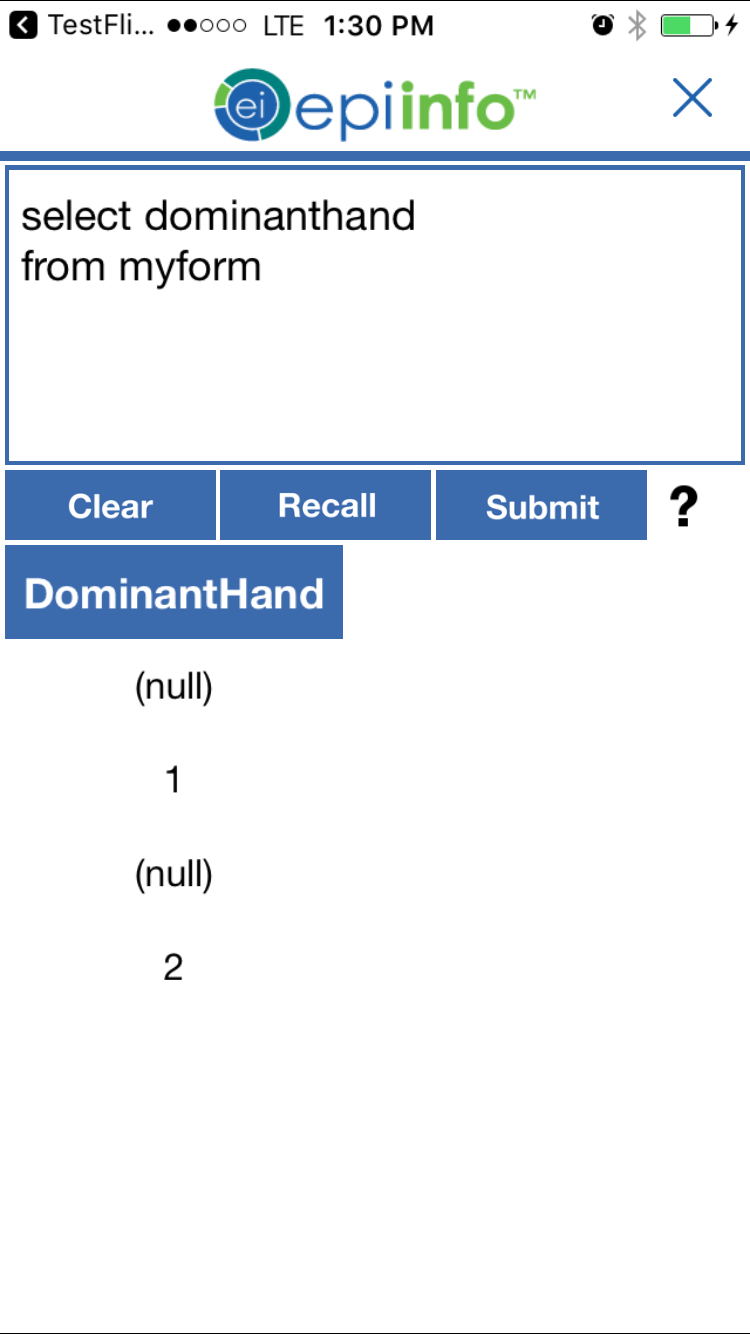 TestFli... LTE 1:30 PM
ei epiinfo™
select dominanthand
from myform
Clear Recall Submit ?
DominantHand
(null)
1
(null)
2